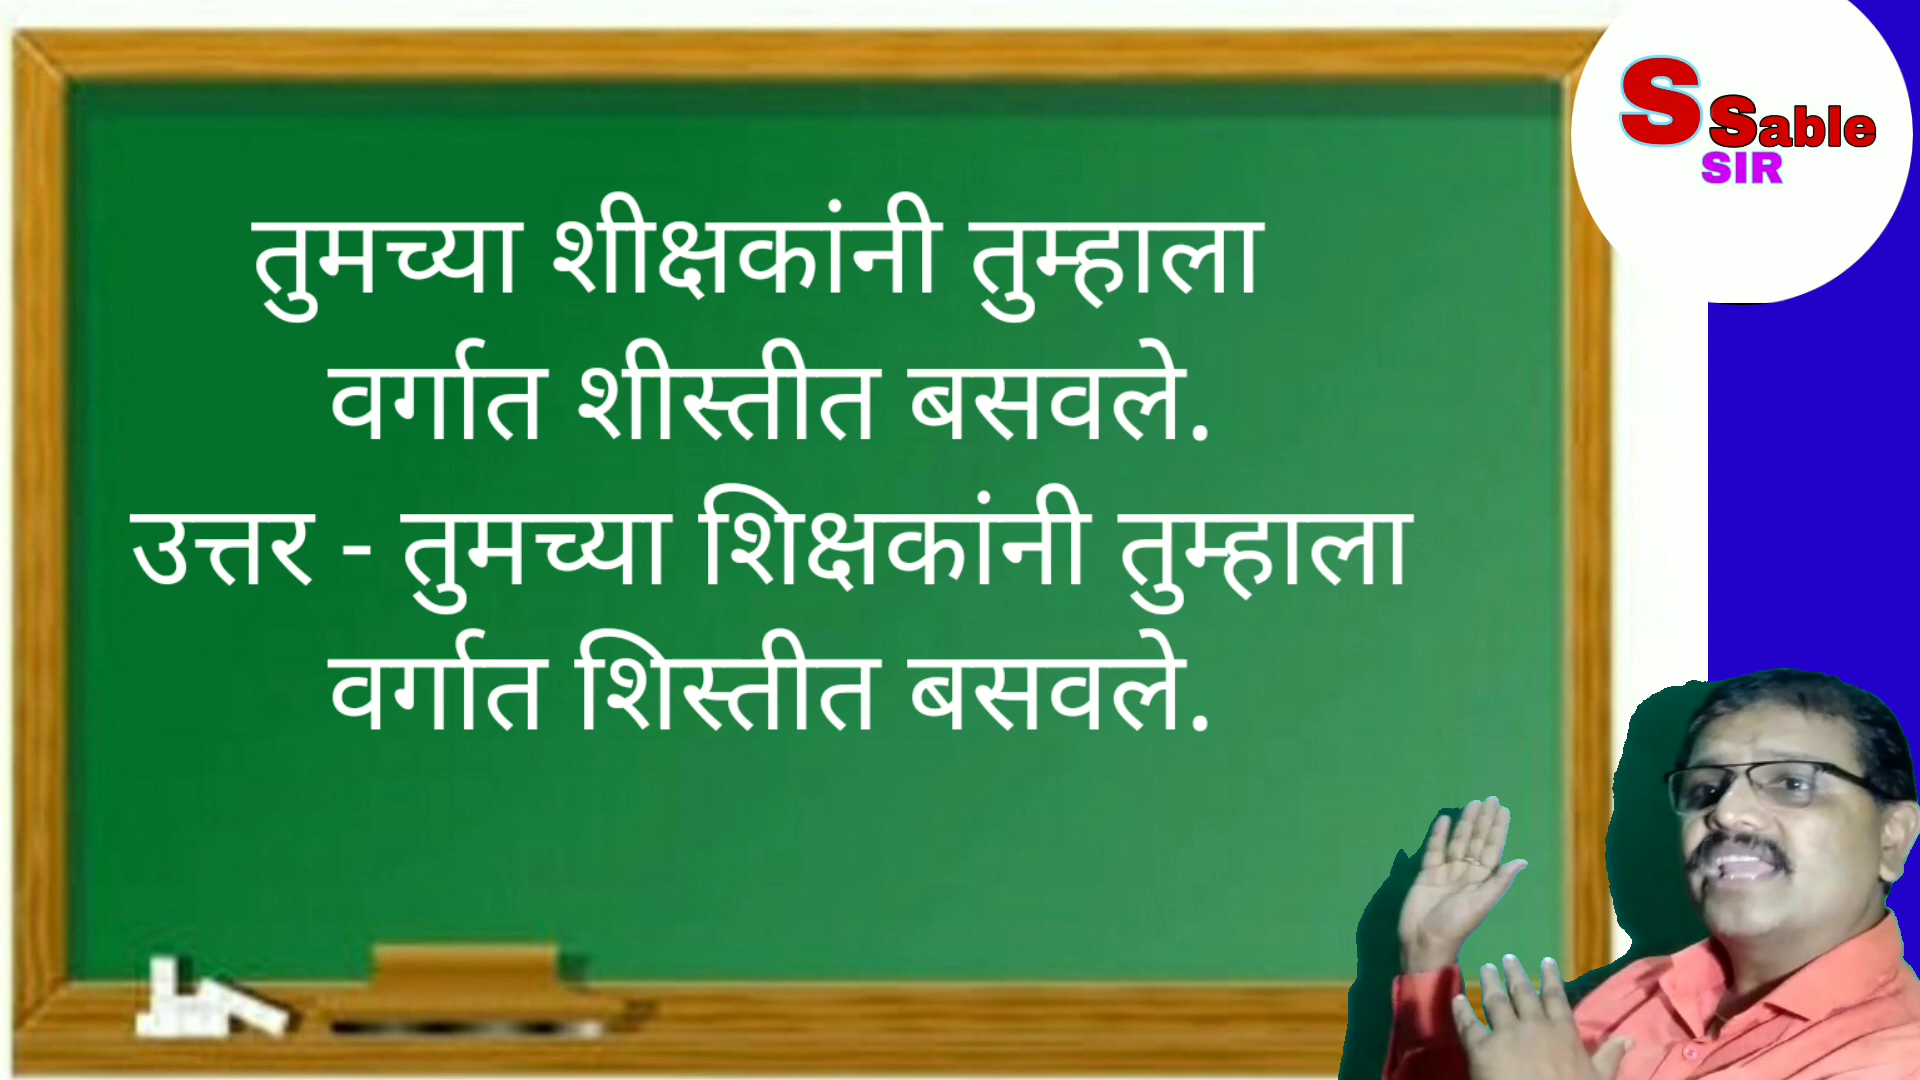 तुमच्या शीक्षकांनी तुम्हाला
वर्गात शीस्तीत बसवले.
उत्तर - तुमच्या शिक्षकांनी तुम्हाला
वर्गात शिस्तीत बसवले.
S Sable
SIR